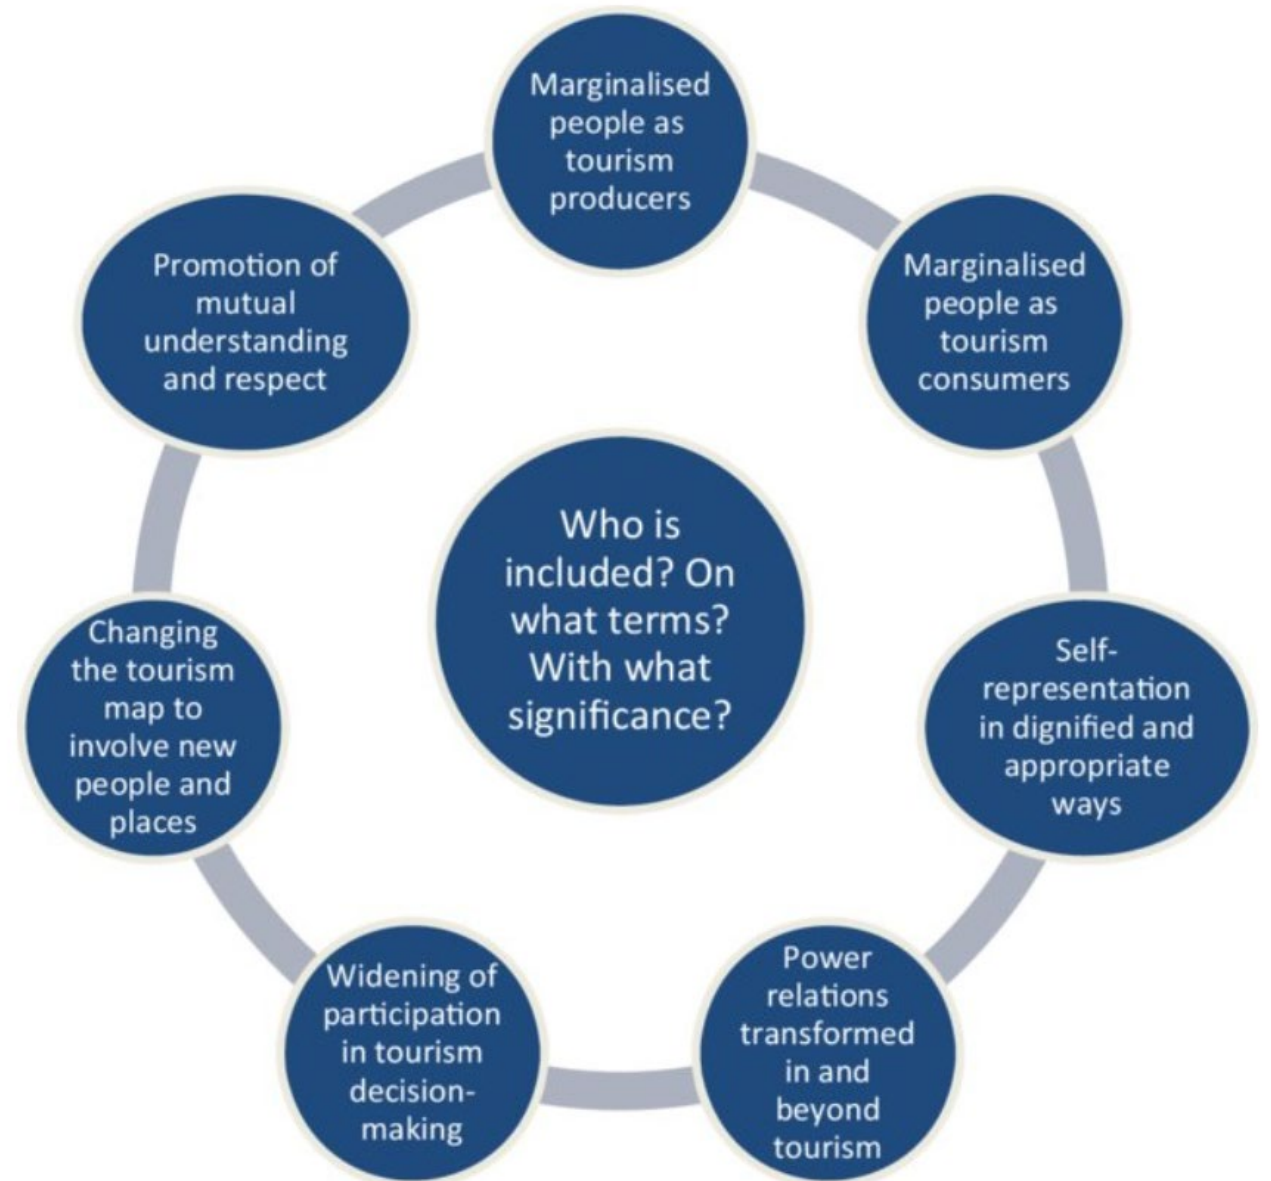 Marginalised
people as
tourism
producers
Marginalised
people as
tourism
consumers
Self-
representation
in dignified and
appropriate
ways
Power
relations
transformed
in and
beyond
tourism
Widening of
participation
in tourism
decision-
making
Changing
the tourism
map to
involve new
people and
places
Promotion of
mutual
understanding
and respect
Who is
included? On
what terms?
With what
significance?